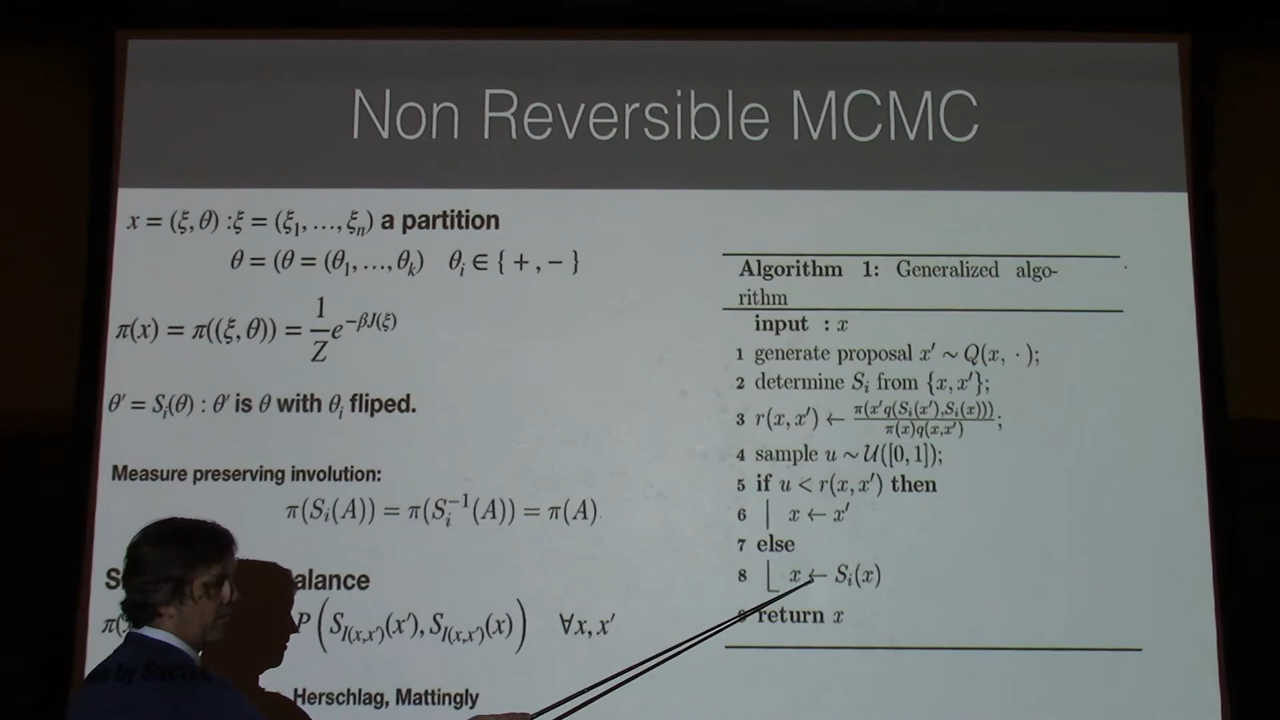 Non Reversible MCMC
x = (ξ, θ) : ξ = (ξ₁, …, ξₙ) a partition
θ = (θ = (θ₁, …, θₖ) θᵢ ∈ { + , − }
π(x) = π((ξ, θ)) = 1/Z e^{−βJ(ξ)}
θ′ = Sᵢ(θ) : θ′ is θ with θᵢ fliped.
Measure preserving involution:
π(Sᵢ(A)) = π(Sᵢ⁻¹(A)) = π(A)
alance
P(S_{I(x,x′)}(x′), S_{I(x,x′)}(x)) ∀x, x′
Herschlag, Mattingly
Algorithm 1: Generalized algo-
rithm
input : x
1 generate proposal x′ ∼ Q(x, · );
2 determine Sᵢ from {x, x′};
3 r(x, x′) ← π(x′q(Sᵢ(x′),Sᵢ(x)))/π(x)q(x,x′);
4 sample u ∼ 𝒰([0, 1]);
5 if u < r(x, x′) then
6 x ← x′
7 else
8 x ← Sᵢ(x)
return x